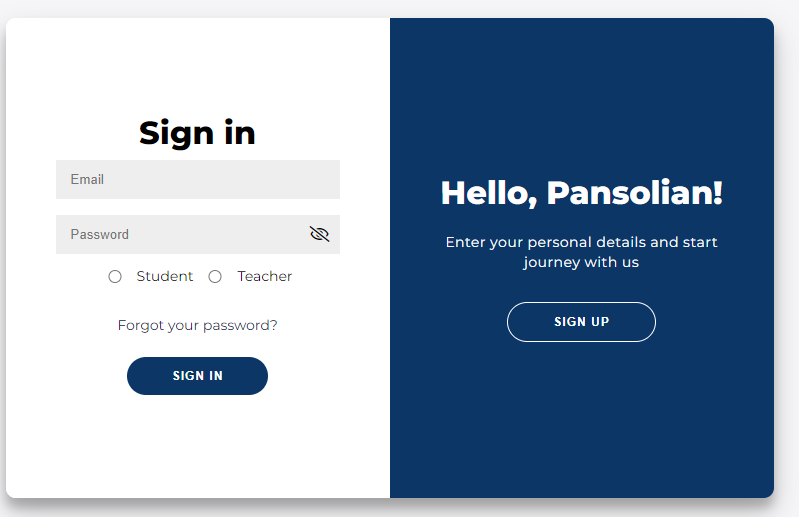 Sign in
Email
Password
Student Teacher
Forgot your password?
SIGN IN
Hello, Pansolian!
Enter your personal details and start
journey with us
SIGN UP